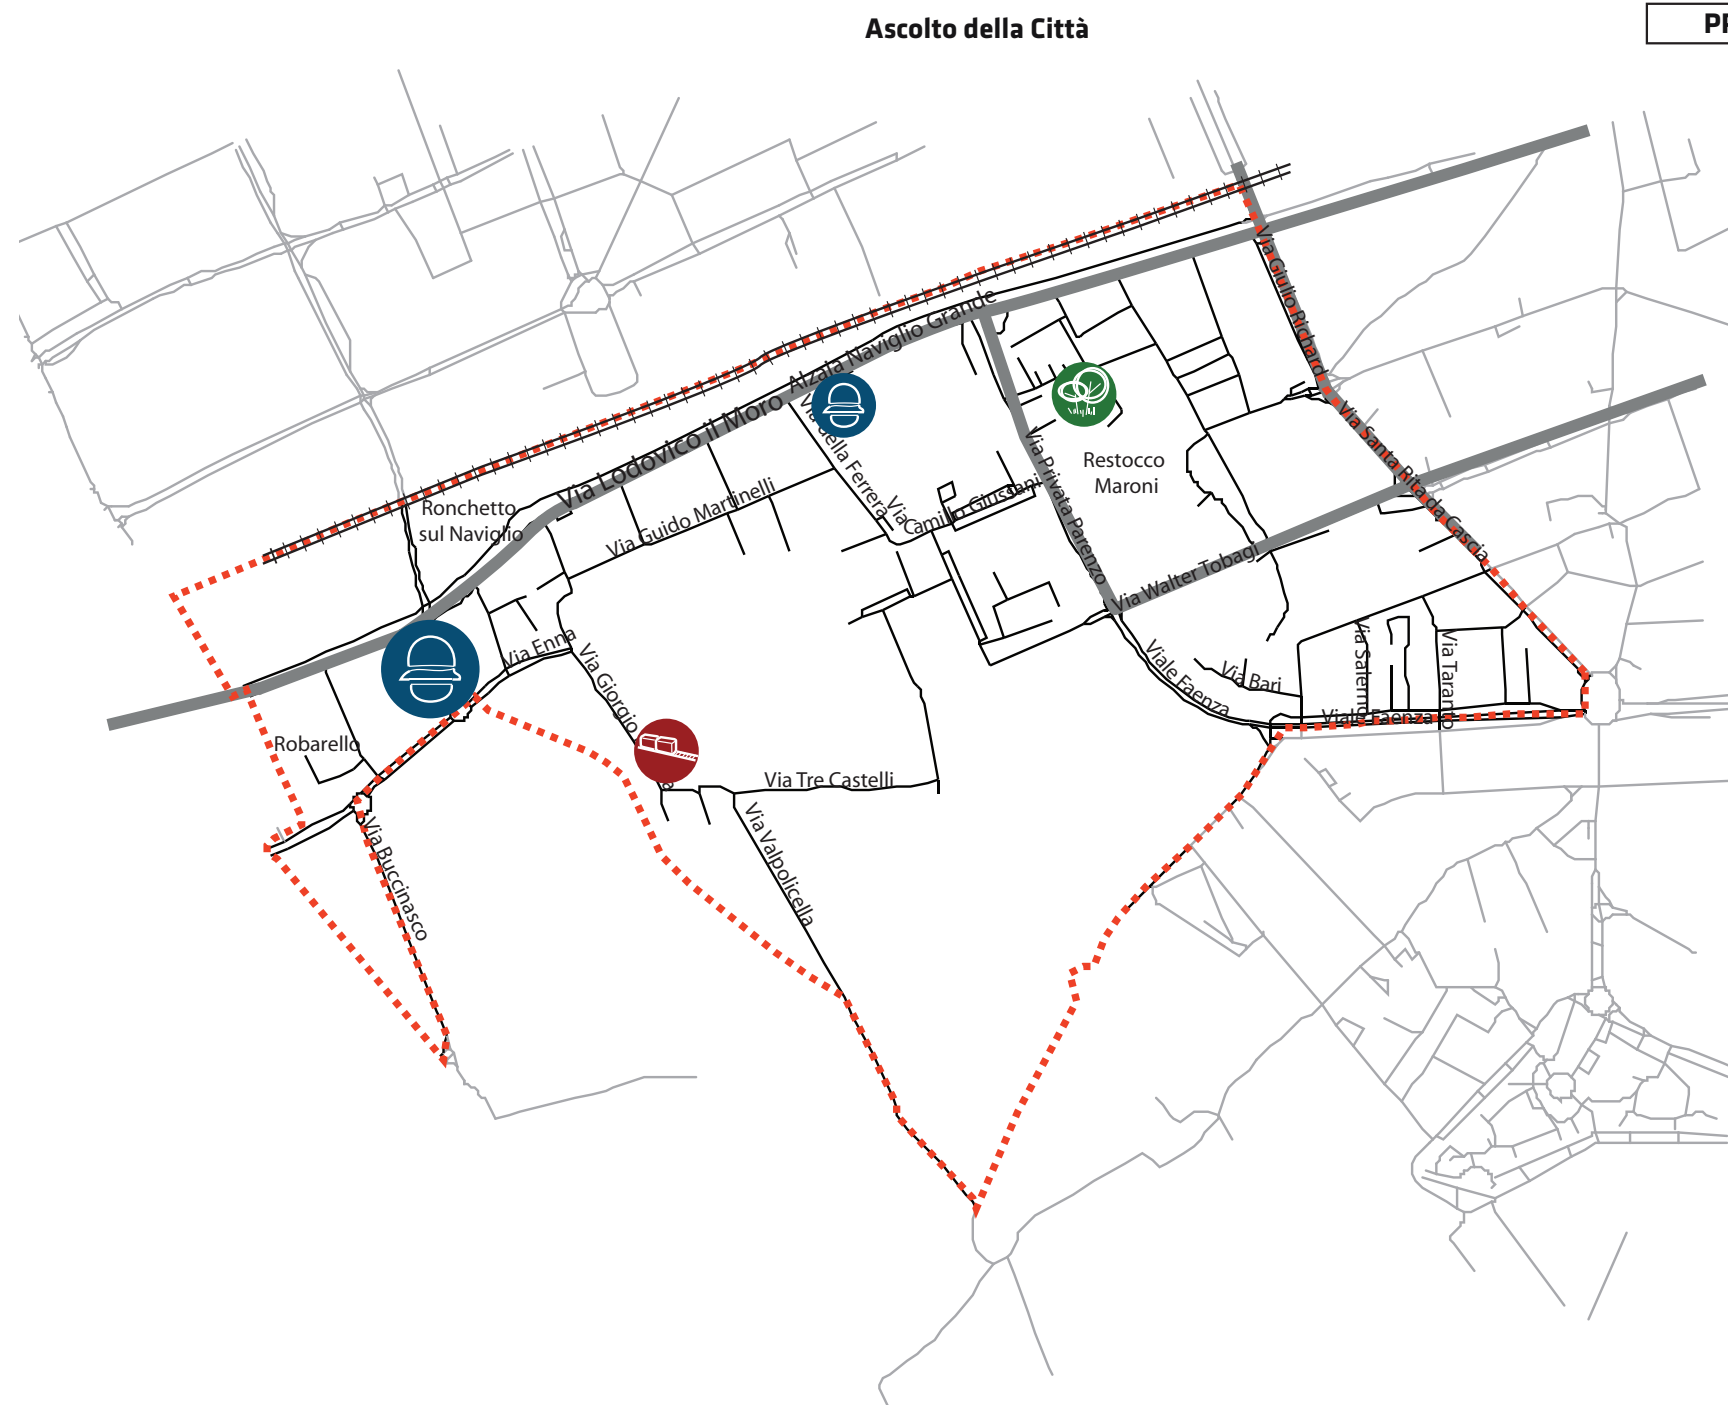 Ascolto della Città
Via Giulio Richard
Alzaia Naviglio Grande
Via Lodovico il Moro
Via della Ferrera
Via Santa Rita da Cascia
Restocco
Maroni
Via Privata Parenzo
Via Camillo Giussani
Via Guido Martinelli
Ronchetto
sul Naviglio
Via Walter Tobagi
Via Enna
Via Giorgio
Viale Faenza
Via Bari
Via Salerno
Via Taranto
Viale Faenza
Robarello
Via Tre Castelli
Via Valpolicella
Via Buccinasco